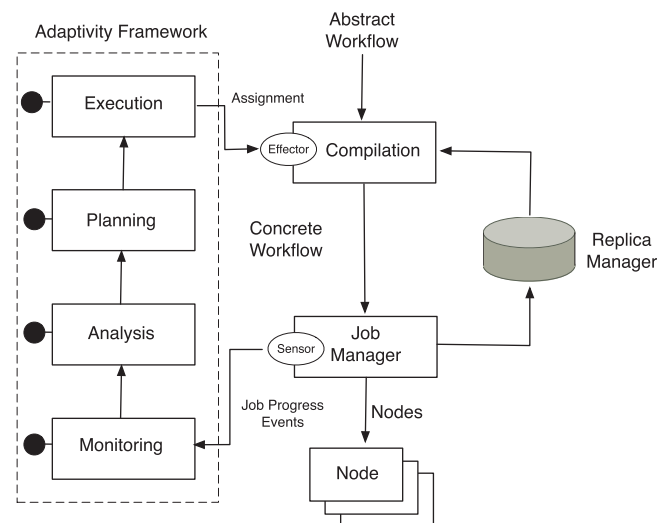 Adaptivity Framework
Abstract
Workflow
Execution
Assignment
Effector
Compilation
Planning
Concrete
Workflow
Replica
Manager
Analysis
Sensor
Job
Manager
Job Progress
Events
Nodes
Monitoring
Node